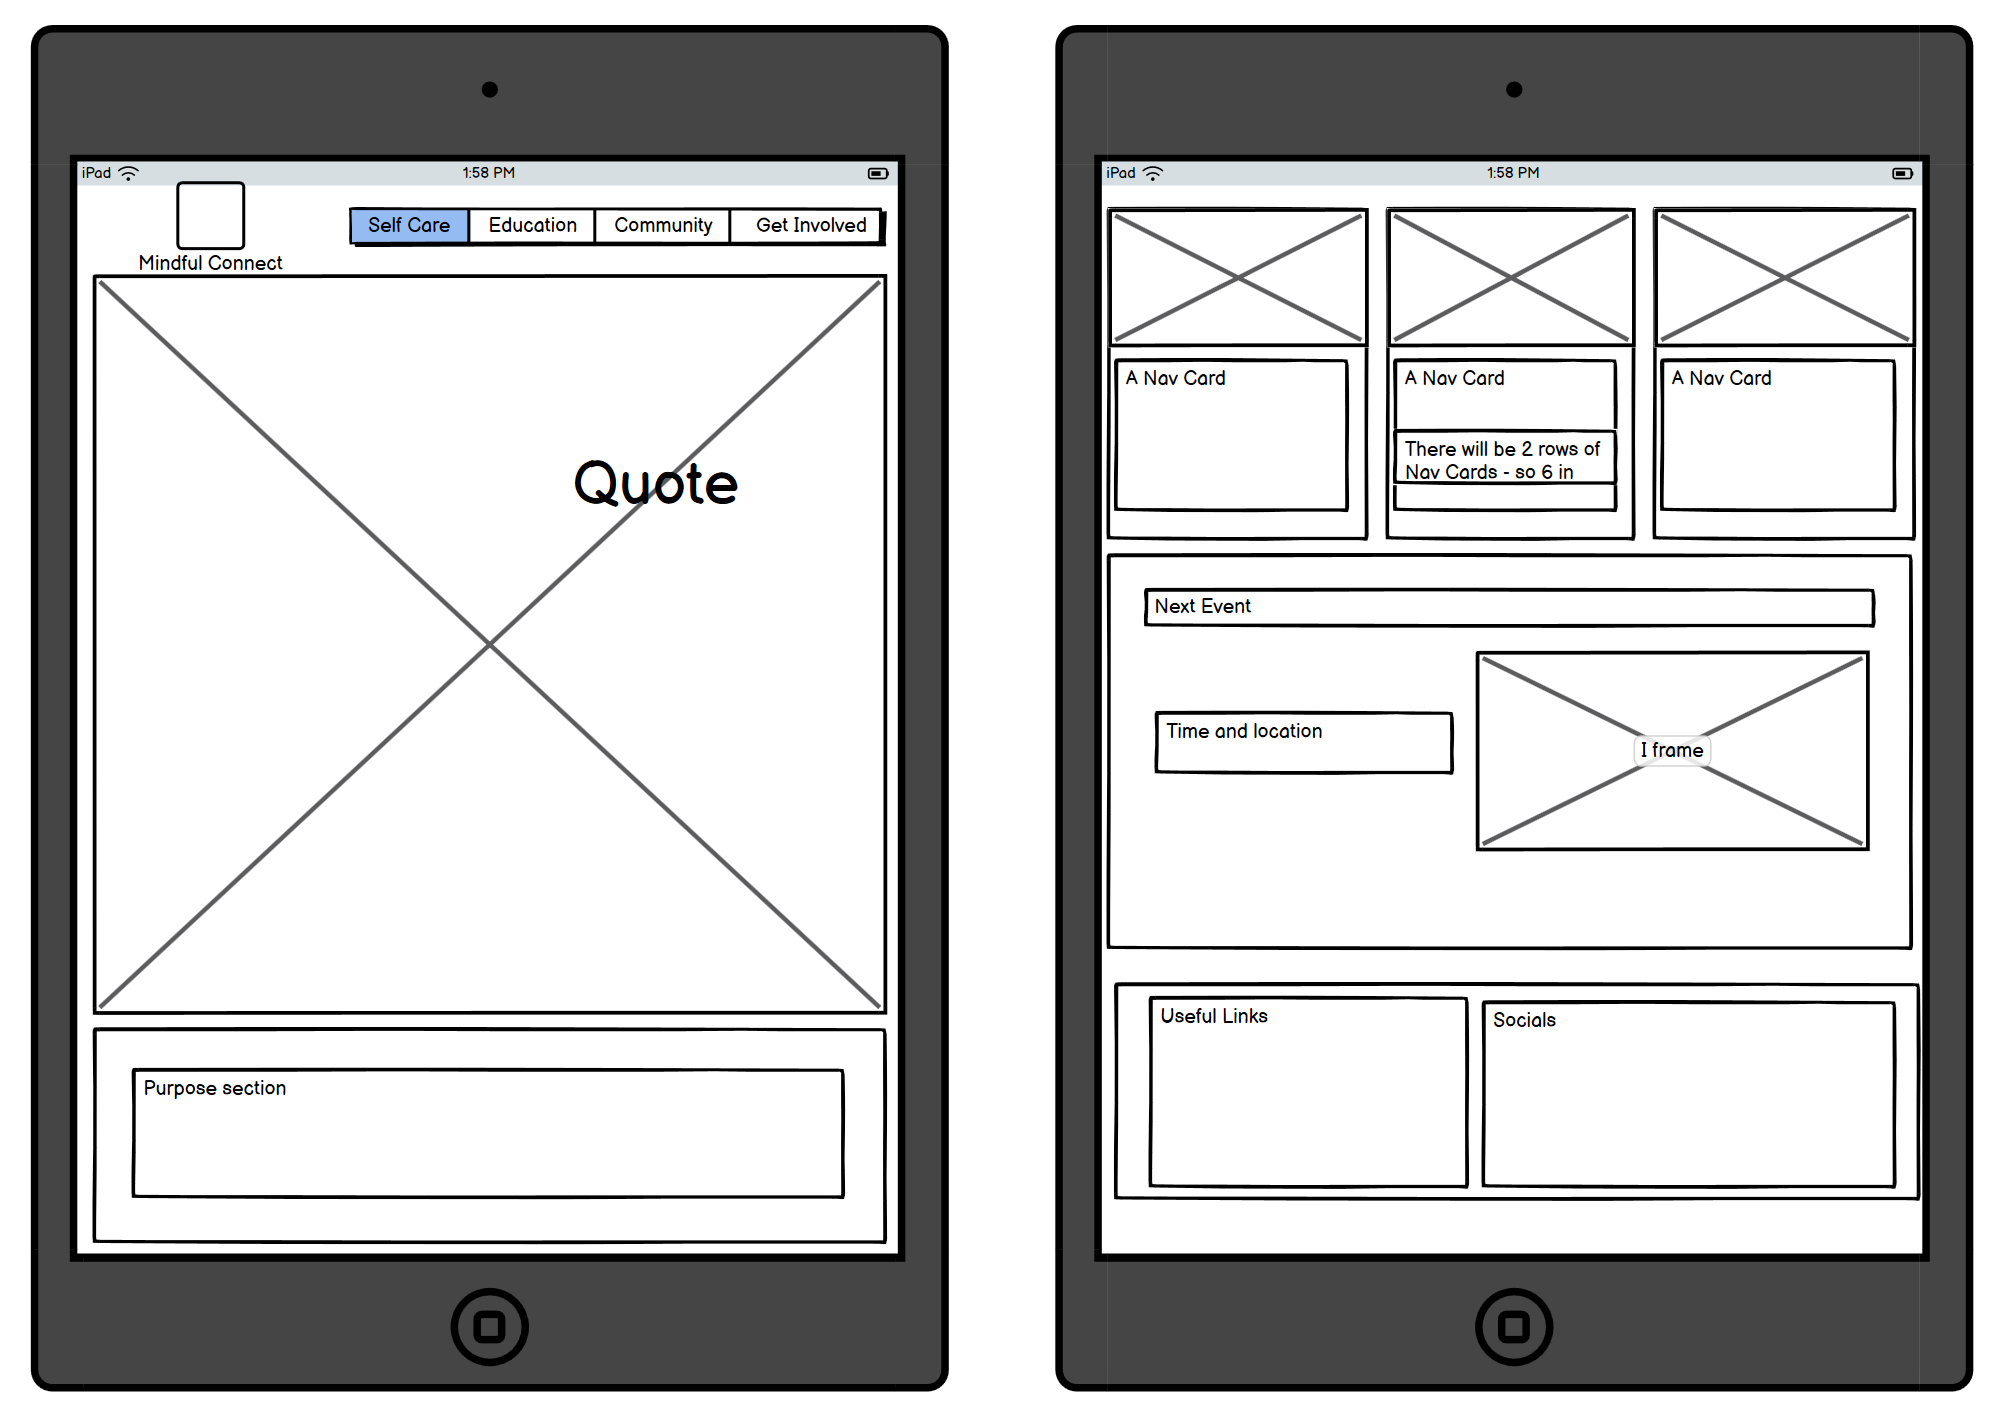 iPad 1:58 PM
Self Care Education Community Get Involved
Mindful Connect
Quote
Purpose section
iPad 1:58 PM
A Nav Card
A Nav Card
There will be 2 rows of
Nav Cards - so 6 in
A Nav Card
Next Event
Time and location
I frame
Useful Links
Socials